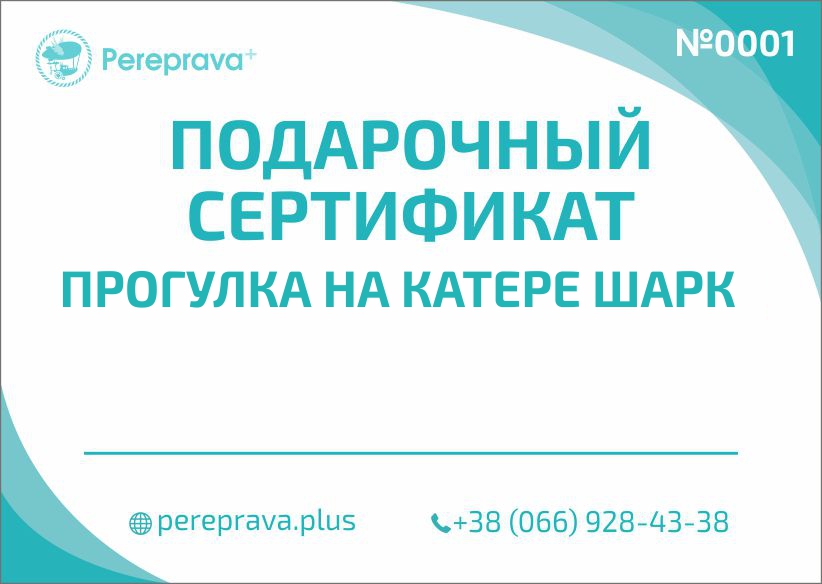 Pereprava+
№0001
ПОДАРОЧНЫЙ
СЕРТИФИКАТ
ПРОГУЛКА НА КАТЕРЕ ШАРК
pereprava.plus
+38 (066) 928-43-38